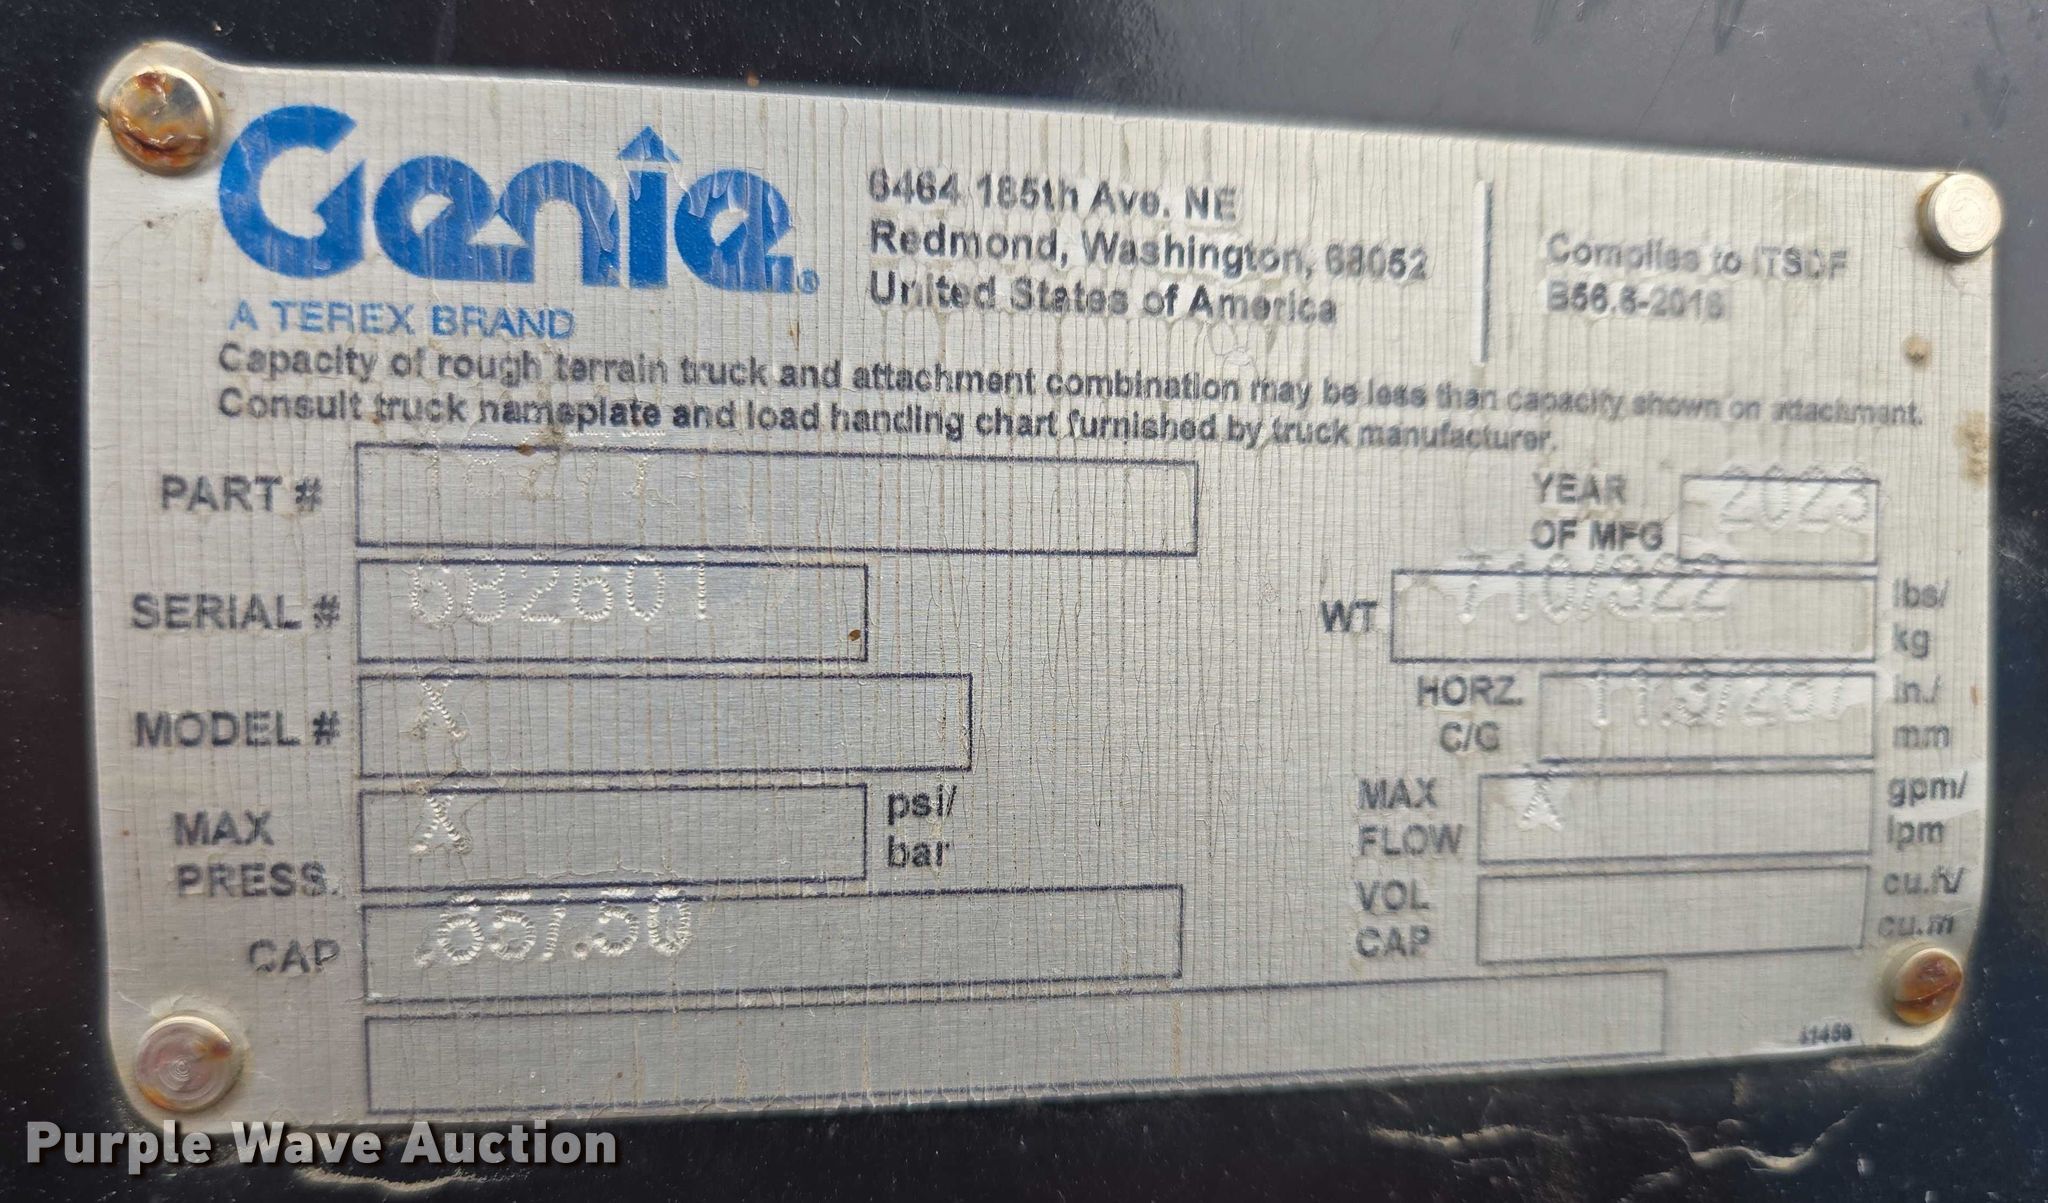 Genie®
A TEREX BRAND
6464 185th Ave. NE
Redmond, Washington, 98052
United States of America
Complies to ITSDF
B56.6-2016
Capacity of rough terrain truck and attachment combination may be less than capacity shown on attachment.
Consult truck nameplate and load handling chart furnished by truck manufacturer.
PART #
YEAR
OF MFG
2023
SERIAL #
682601
WT
710/322
lbs/
kg
MODEL #
X
HORZ.
C/G
in./
mm
MAX
PRESS.
X
psi/
bar
MAX
FLOW
X
gpm/
lpm
CAP
VOL
CAP
cu.ft/
cu.m
Purple Wave Auction